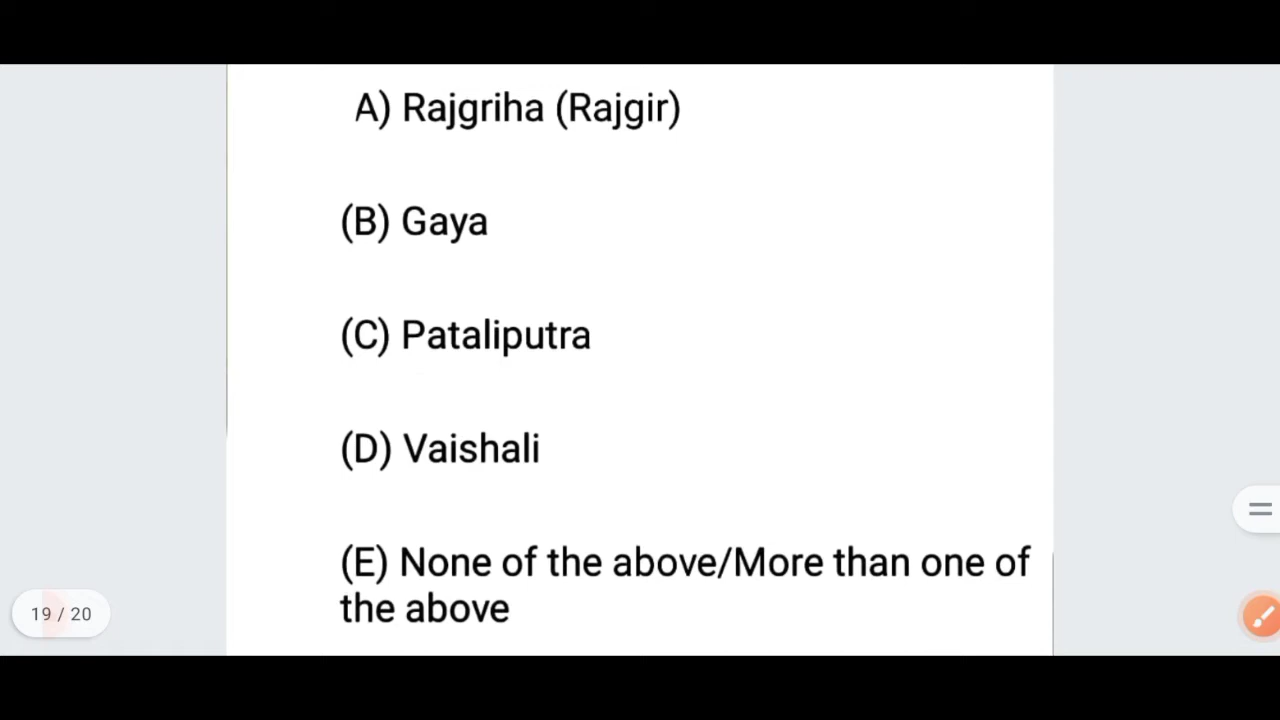 A) Rajgriha (Rajgir)
(B) Gaya
(C) Pataliputra
(D) Vaishali
(E) None of the above/More than one of
the above
19 / 20